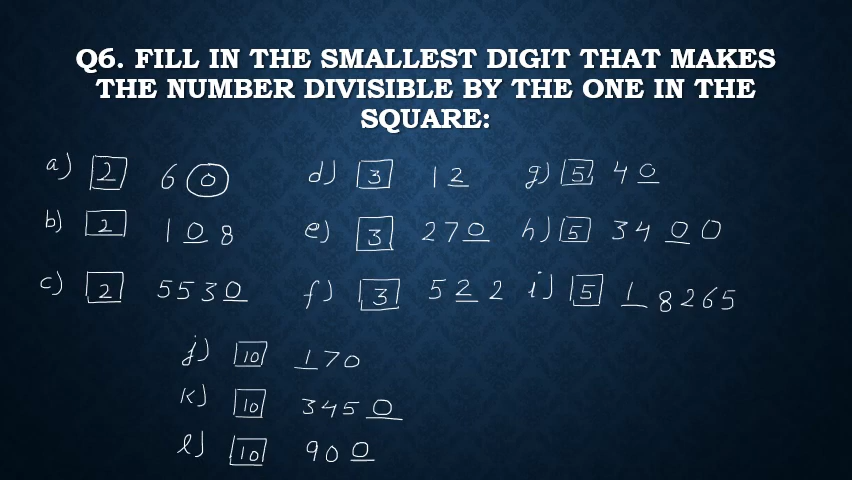 Q6. FILL IN THE SMALLEST DIGIT THAT MAKES
THE NUMBER DIVISIBLE BY THE ONE IN THE
SQUARE:
a) 2 60
d) 3 12
g) 5 40
b) 2 108
e) 3 270
h) 5 3400
c) 2 5530
f) 3 522
i) 5 18265
j) 10 170
k) 10 3450
l) 10 900